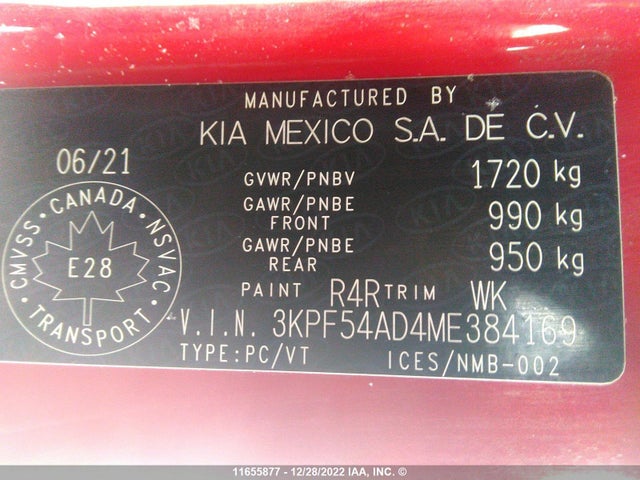 MANUFACTURED BY
KIA MEXICO S.A. DE C.V.
06/21
GVWR/PNBV 1720 kg
GAWR/PNBE FRONT 990 kg
GAWR/PNBE REAR 950 kg
PAINT R4R TRIM WK
V.I.N. 3KPF54AD4ME384169
TYPE:PC/VT ICES/NMB-002
CMVSS · CANADA · NSVAC
E28
TRANSPORT
11655877 - 12/28/2022 IAA, INC. ©